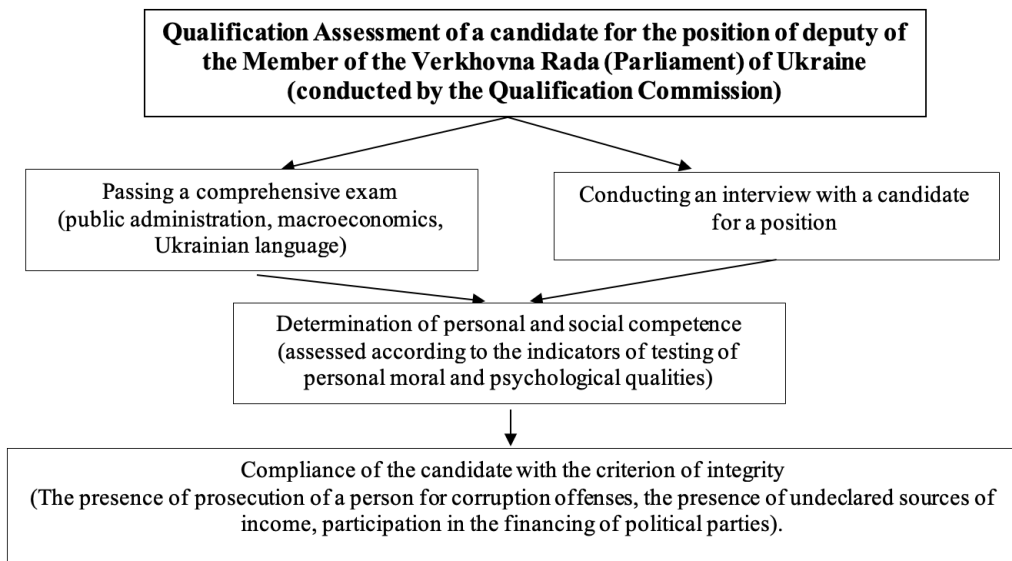 Qualification Assessment of a candidate for the position of deputy of
the Member of the Verkhovna Rada (Parliament) of Ukraine
(conducted by the Qualification Commission)
Passing a comprehensive exam
(public administration, macroeconomics,
Ukrainian language)
Conducting an interview with a candidate
for a position
Determination of personal and social competence
(assessed according to the indicators of testing of
personal moral and psychological qualities)
Compliance of the candidate with the criterion of integrity
(The presence of prosecution of a person for corruption offenses, the presence of undeclared sources of
income, participation in the financing of political parties).